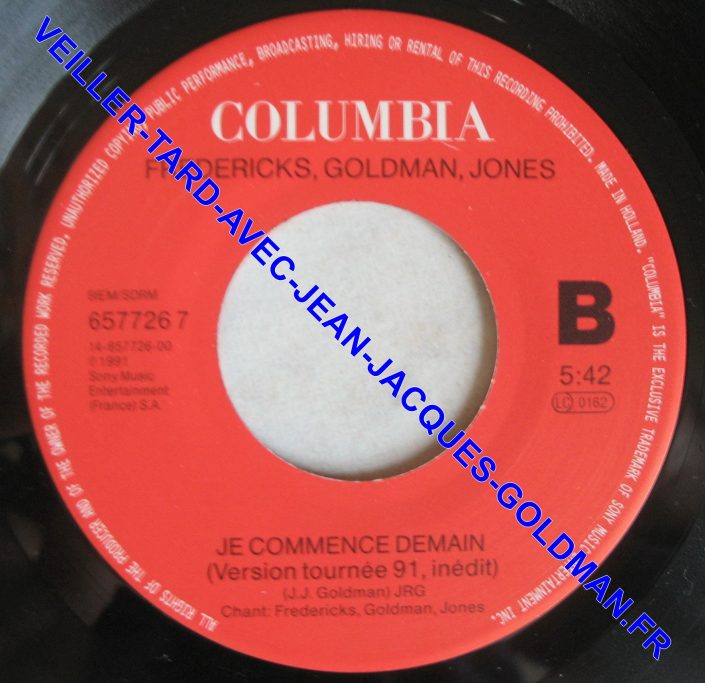 ALL RIGHTS OF THE PRODUCER AND OF THE OWNER OF THE RECORDED WORK RESERVED, UNAUTHORIZED COPYING, PUBLIC PERFORMANCE, BROADCASTING, HIRING OR RENTAL OF THIS RECORDING PROHIBITED. MADE IN HOLLAND. "COLUMBIA" IS THE EXCLUSIVE TRADEMARK OF SONY MUSIC ENTERTAINMENT INC.
COLUMBIA
FREDERICKS, GOLDMAN, JONES
VEILLER-TARD-AVEC-JEAN-JACQUES-GOLDMAN.FR
BIEM/SDRM
657726 7
14-657726-00
℗ 1991
Sony Music
Entertainment
(France) S.A.
B
5:42
LC 0162
JE COMMENCE DEMAIN
(Version tournée 91, inédit)
(J.J. Goldman) JRG
Chant: Fredericks, Goldman, Jones